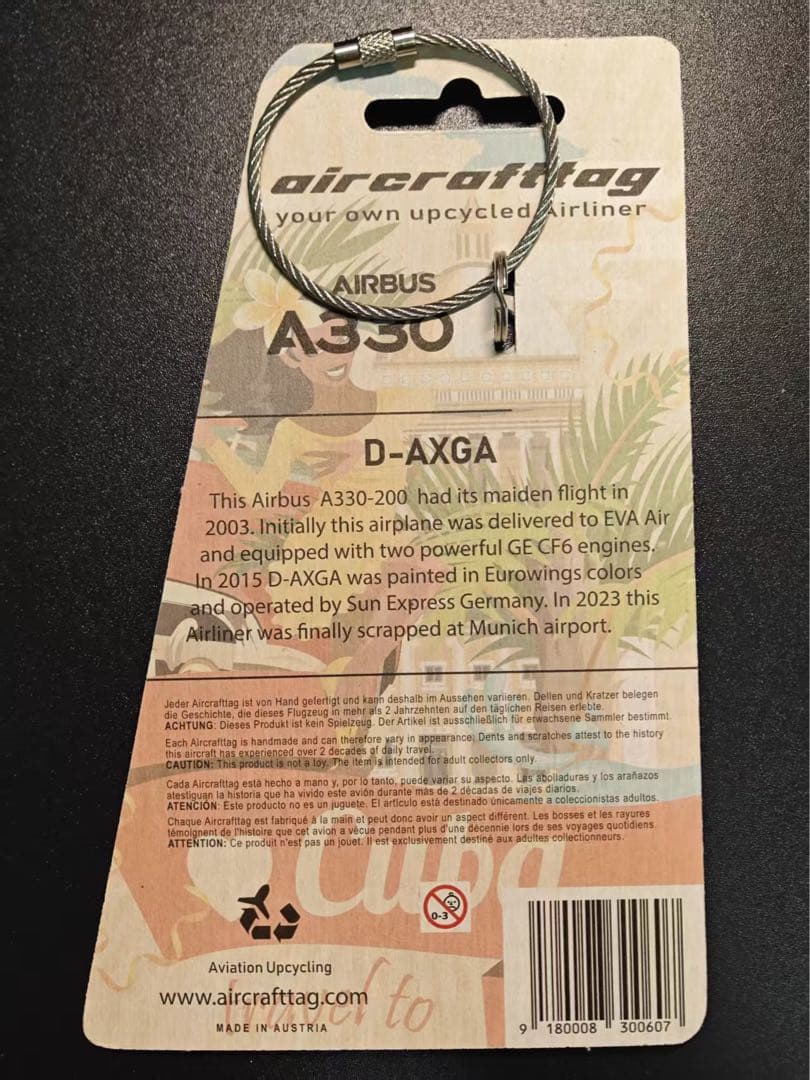 aircrafttag
your own upcycled Airliner
AIRBUS
A330
D-AXGA
This Airbus A330-200 had its maiden flight in
2003. Initially this airplane was delivered to EVA Air
and equipped with two powerful GE CF6 engines.
In 2015 D-AXGA was painted in Eurowings colors
and operated by Sun Express Germany. In 2023 this
Airliner was finally scrapped at Munich airport.
Jeder Aircrafttag ist von Hand gefertigt und kann deshalb im Aussehen variieren. Dellen und Kratzer belegen
die Geschichte, die dieses Flugzeug in mehr als 2 Jahrzehnten auf den täglichen Reisen erlebte.
ACHTUNG: Dieses Produkt ist kein Spielzeug. Der Artikel ist ausschließlich für erwachsene Sammler bestimmt.
Each Aircrafttag is handmade and can therefore vary in appearance. Dents and scratches attest to the history
this aircraft has experienced over 2 decades of daily travel.
CAUTION: This product is not a toy. The item is intended for adult collectors only.
Cada Aircrafttag está hecho a mano y, por lo tanto, puede variar su aspecto. Las abolladuras y los arañazos
atestiguan la historia que ha vivido este avión durante más de 2 décadas de viajes diarios.
ATENCIÓN: Este producto no es un juguete. El artículo está destinado únicamente a coleccionistas adultos.
Chaque Aircrafttag est fabriqué à la main et peut donc avoir un aspect différent. Les bosses et les rayures
témoignent de l'histoire que cet avion a vécue pendant plus d'une décennie lors de ses voyages quotidiens.
ATTENTION: Ce produit n'est pas un jouet. Il est exclusivement destiné aux adultes collectionneurs.
Cuba
0-3
Aviation Upcycling
www.aircrafttag.com
travel to
MADE IN AUSTRIA
9 180008 300607